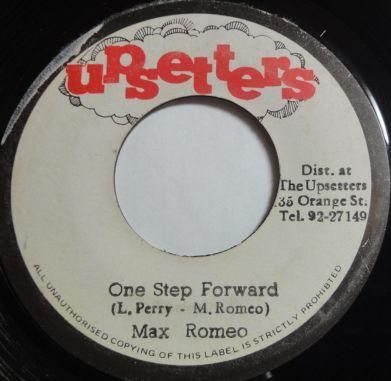 upsetters
Dist. at
The Upsetters
35 Orange St.
Tel. 92-27149
One Step Forward
(L. Perry - M. Romeo)
Max Romeo
ALL UNAUTHORISED COPYING OF THIS LABEL IS STRICTLY PROHIBITED